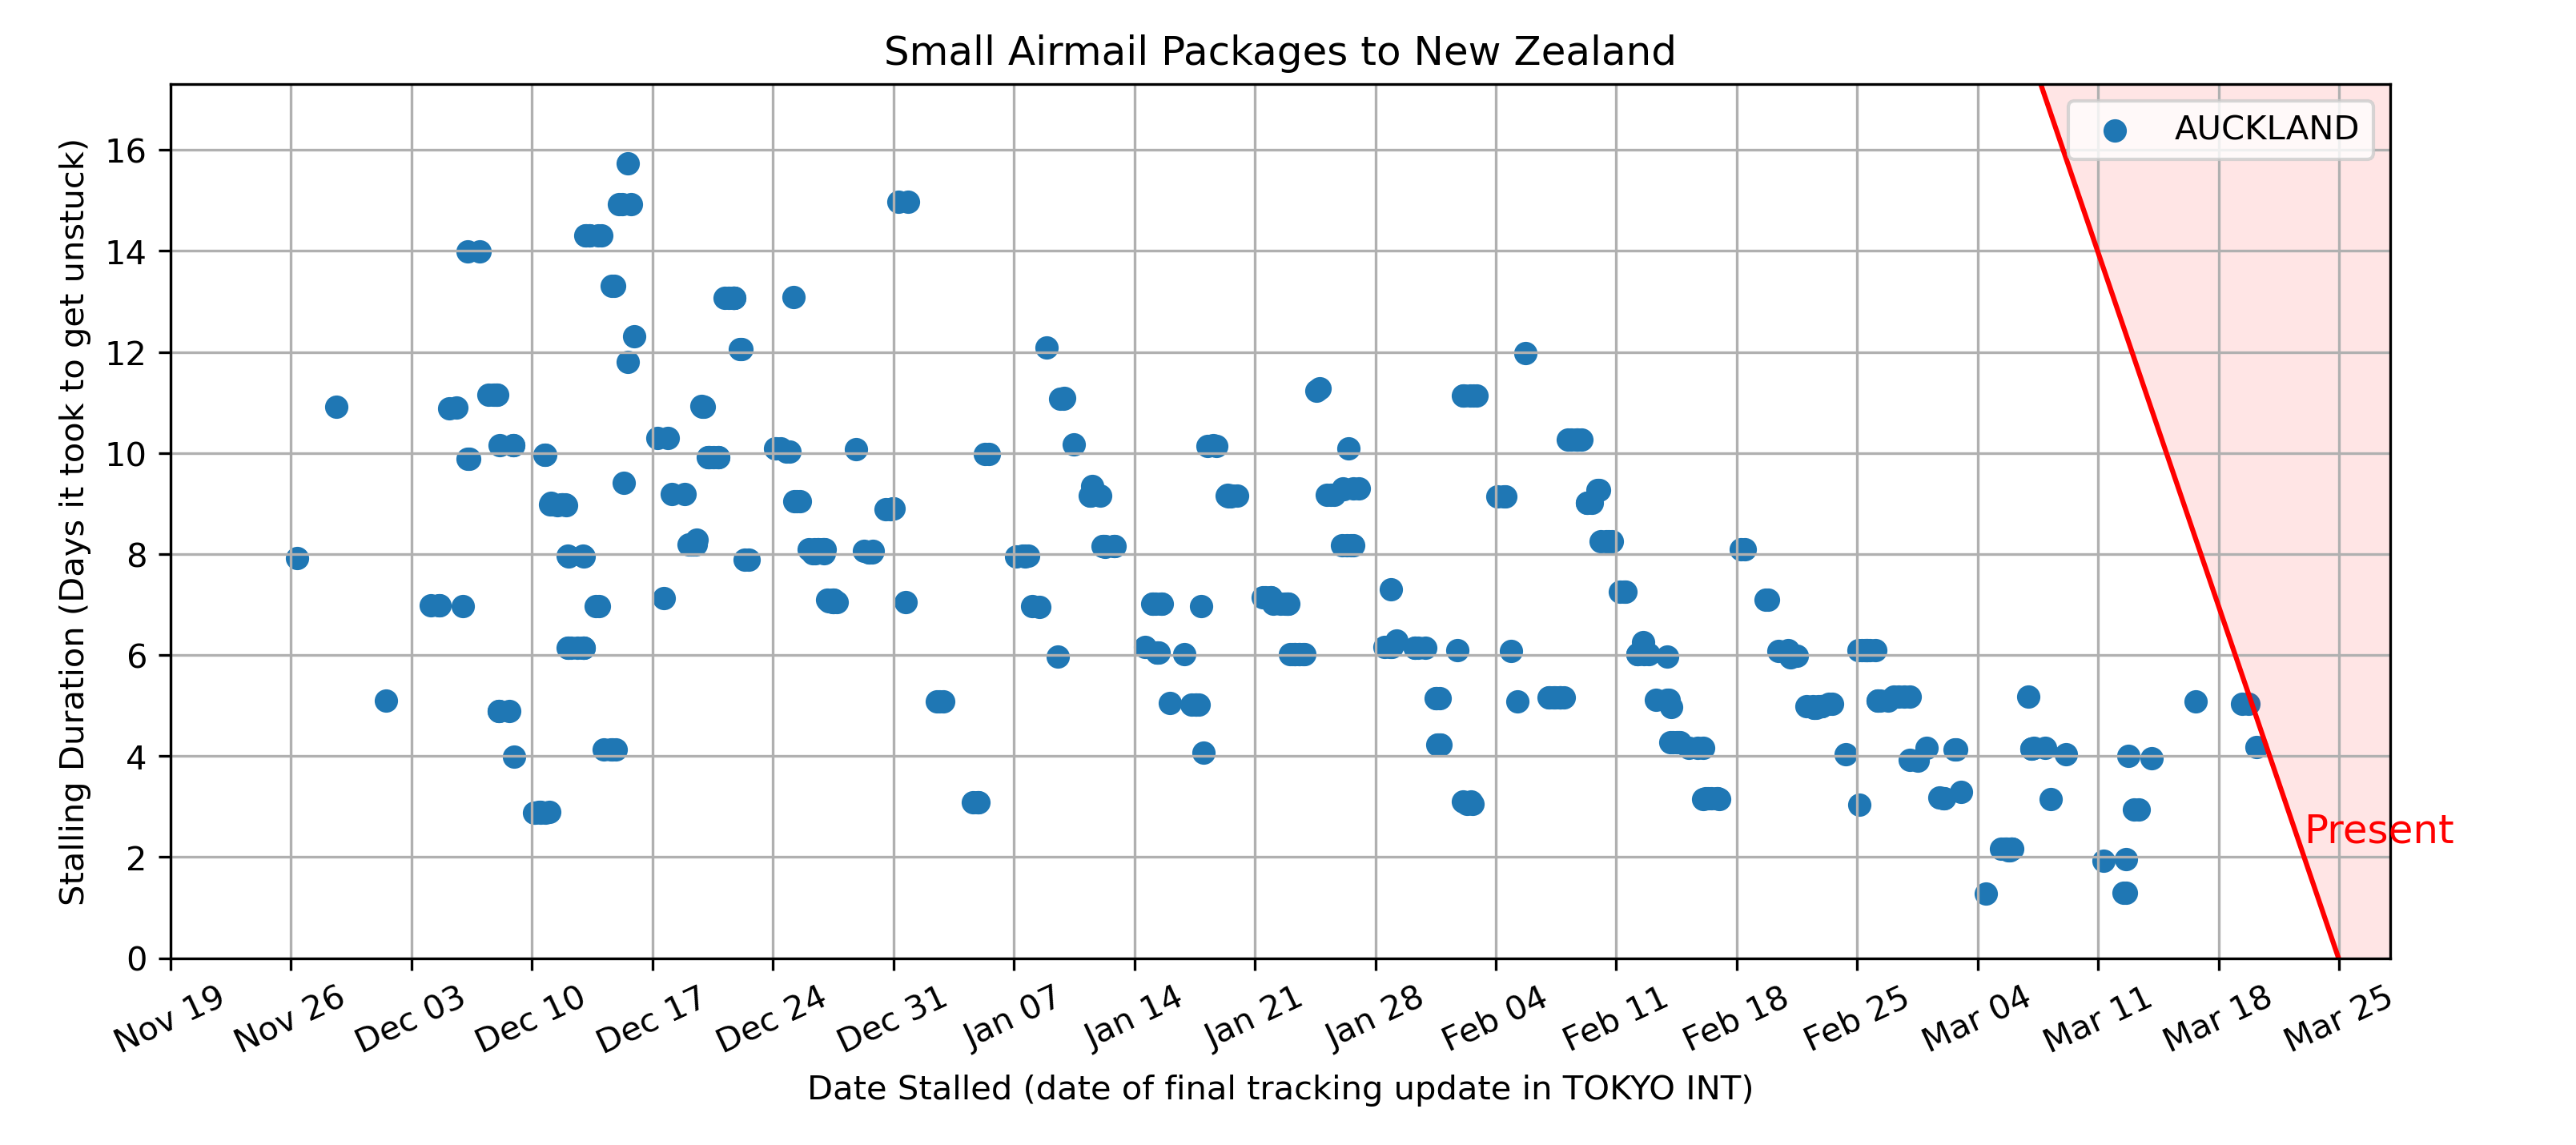 Small Airmail Packages to New Zealand
AUCKLAND
Stalling Duration (Days it took to get unstuck)
16
14
12
10
8
6
4
2
0
Present
Nov 19 Nov 26 Dec 03 Dec 10 Dec 17 Dec 24 Dec 31 Jan 07 Jan 14 Jan 21 Jan 28 Feb 04 Feb 11 Feb 18 Feb 25 Mar 04 Mar 11 Mar 18 Mar 25
Date Stalled (date of final tracking update in TOKYO INT)